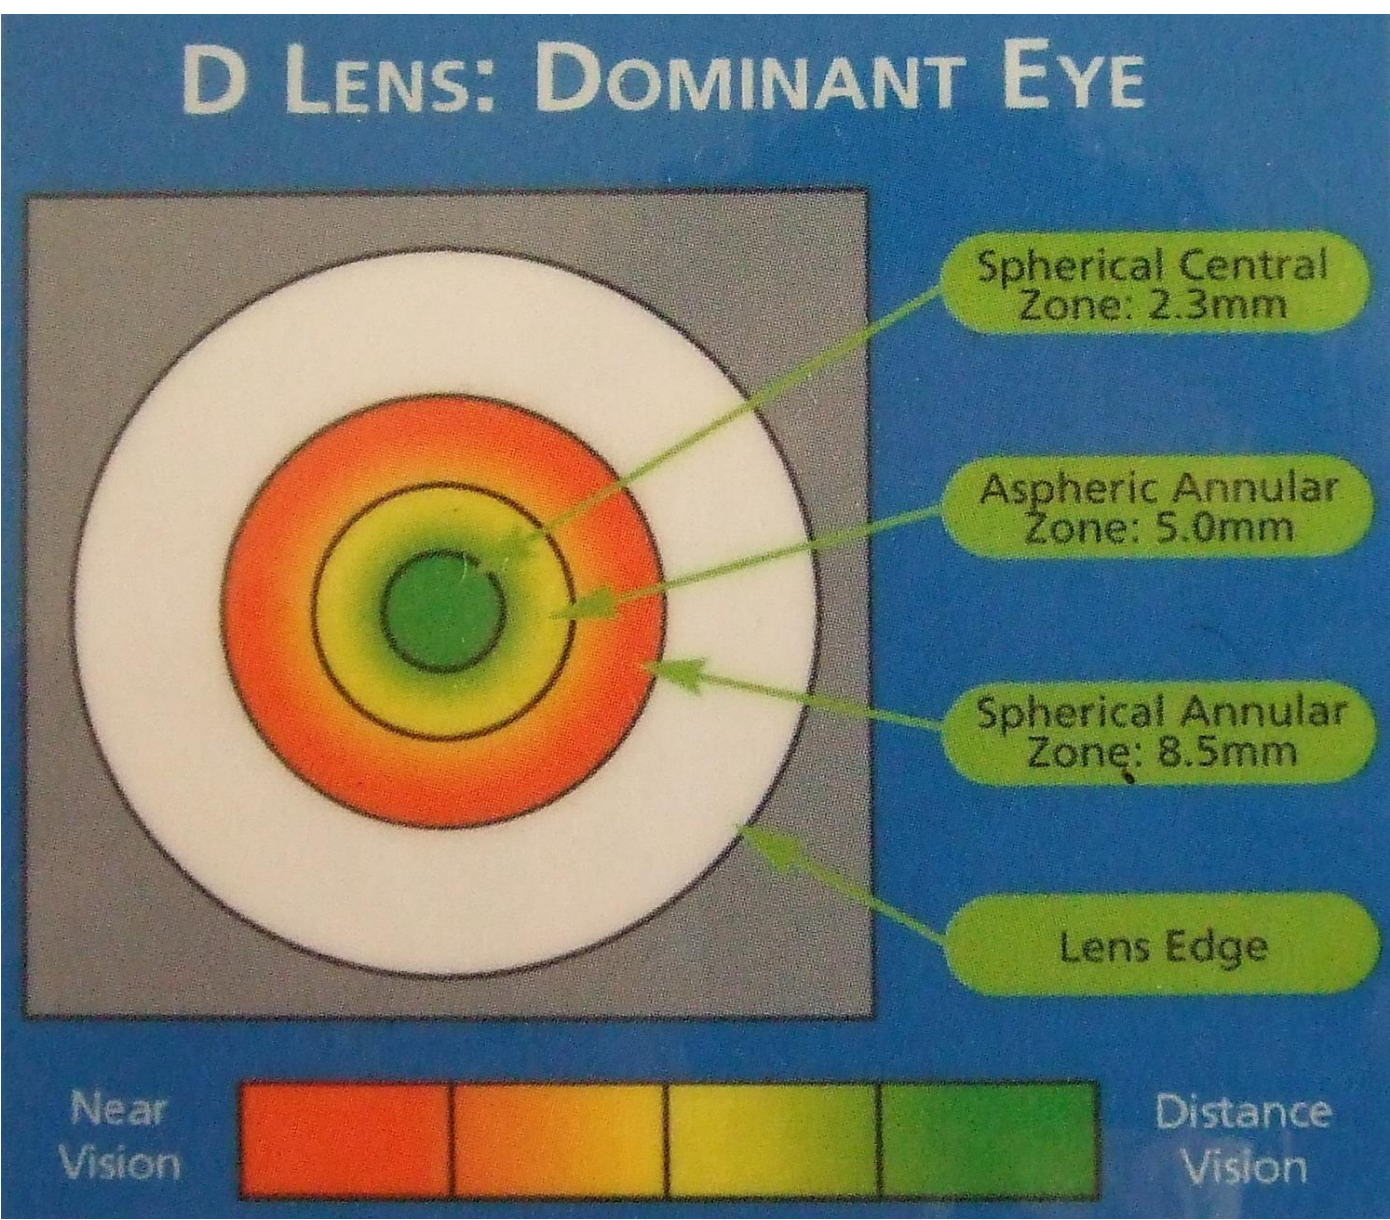 D LENS: DOMINANT EYE
Spherical Central
Zone: 2.3mm
Aspheric Annular
Zone: 5.0mm
Spherical Annular
Zone: 8.5mm
Lens Edge
Near
Vision
Distance
Vision